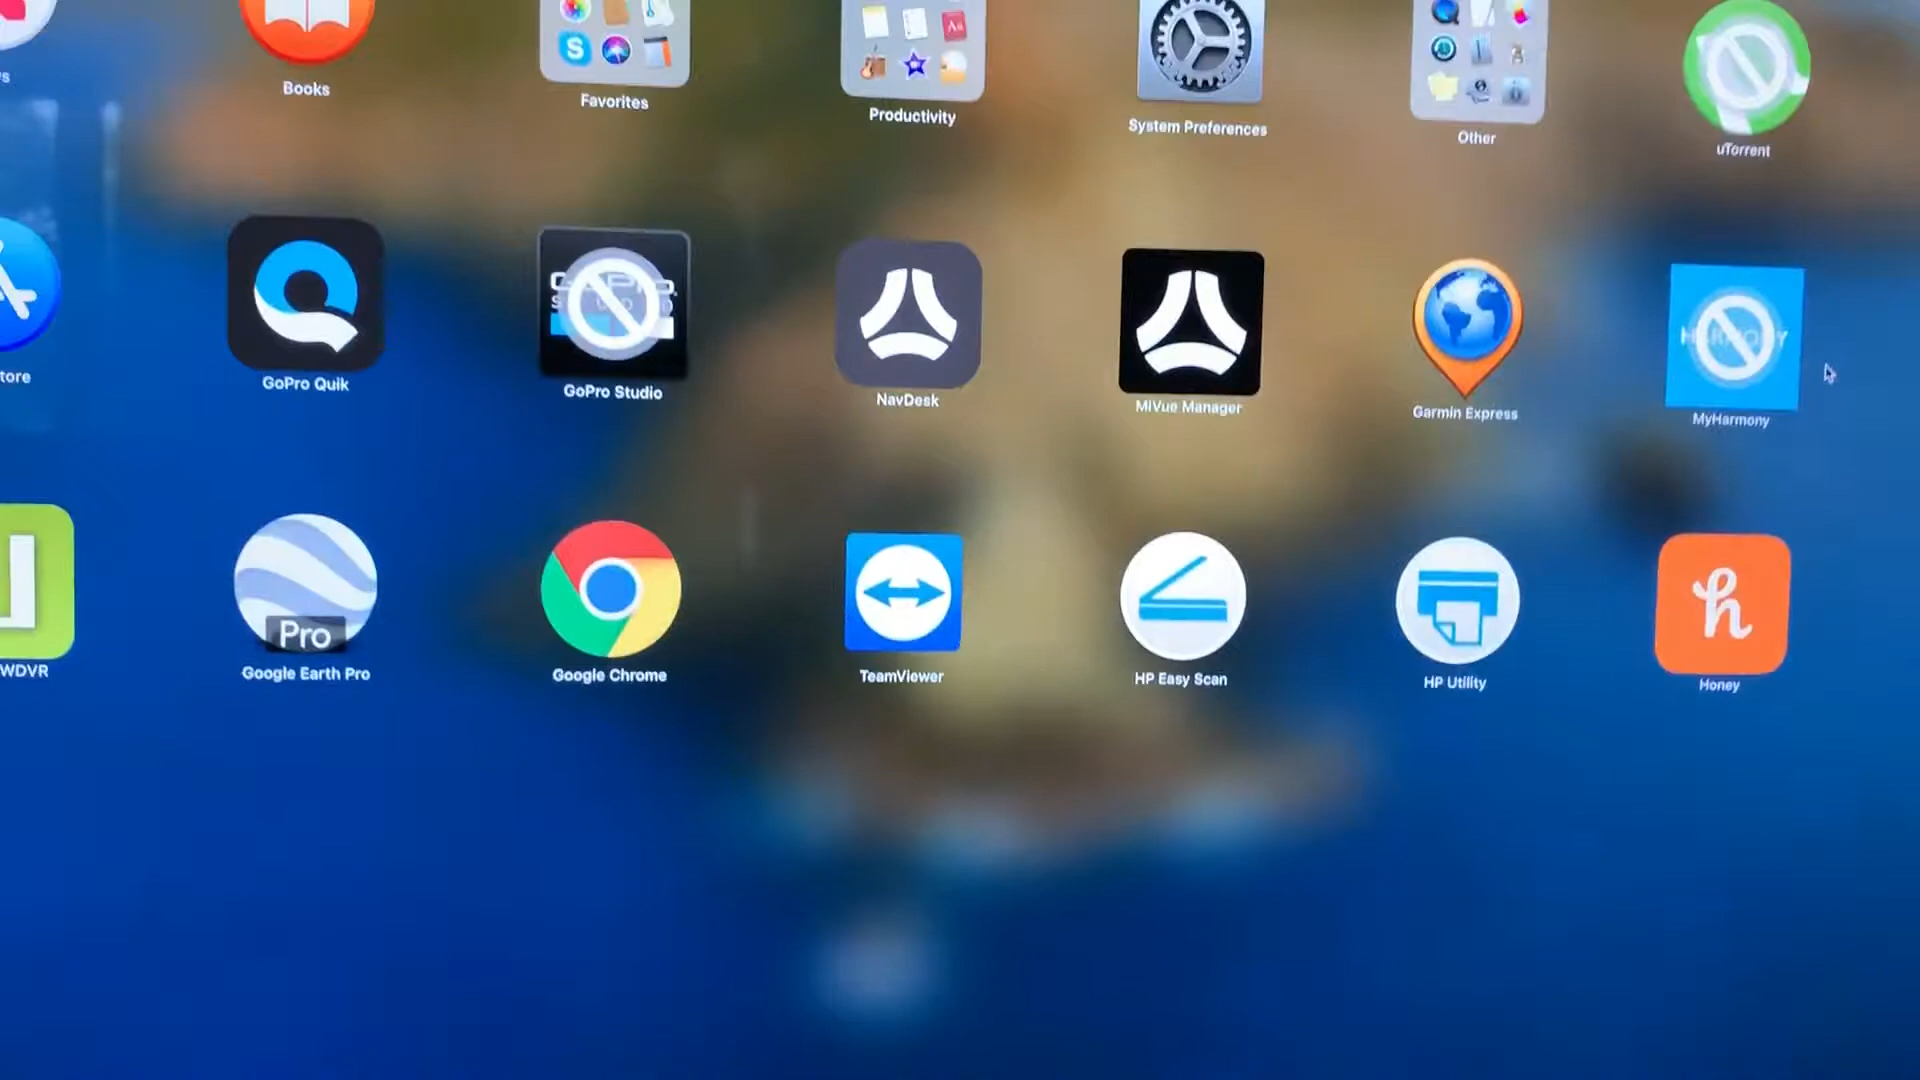 s
Books
Favorites
Productivity
System Preferences
Other
uTorrent
tore
GoPro Quik
GoPro Studio
NavDesk
MiVue Manager
Garmin Express
HARMONY
MyHarmony
WDVR
Pro
Google Earth Pro
Google Chrome
TeamViewer
HP Easy Scan
HP Utility
h
Honey